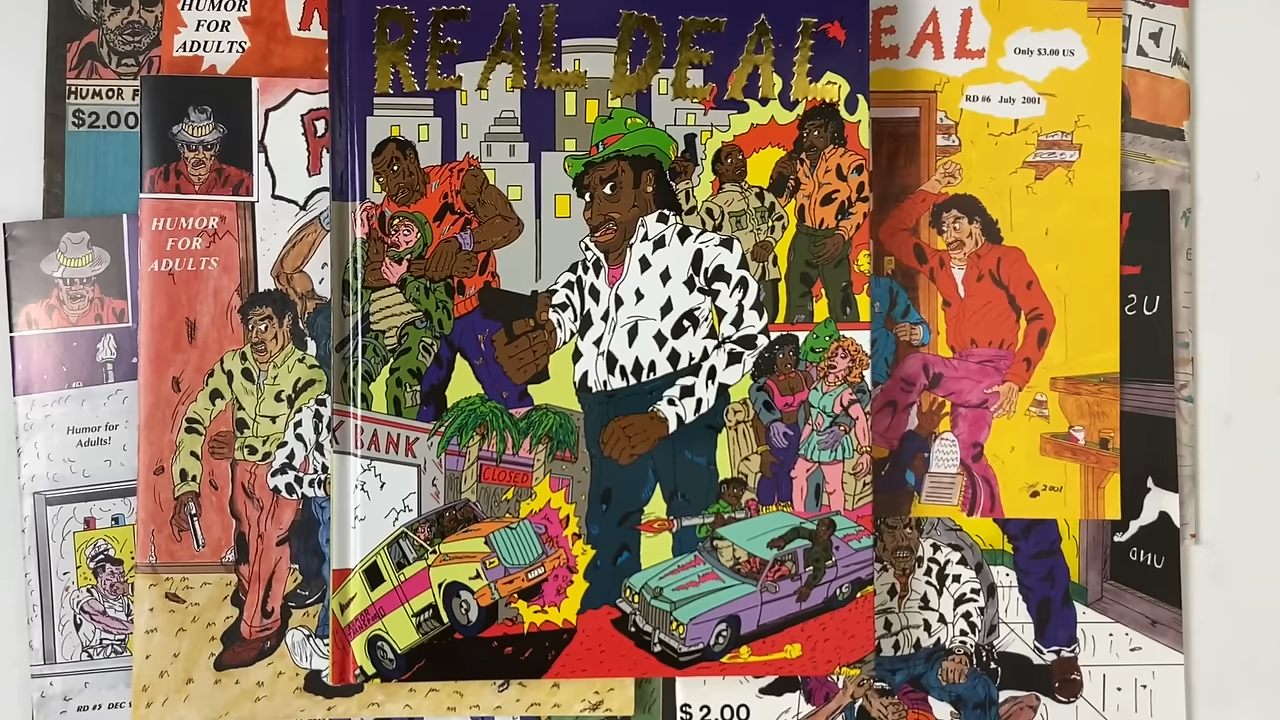 HUMOR
FOR
ADULTS
HUMOR F
$2.00
HUMOR
FOR
ADULTS
Humor for
Adults!
RD #5 DEC
REAL DEAL
K BANK
CLOSED
EAL
Only $3.00 US
RD #6 July 2001
2001
$2.00